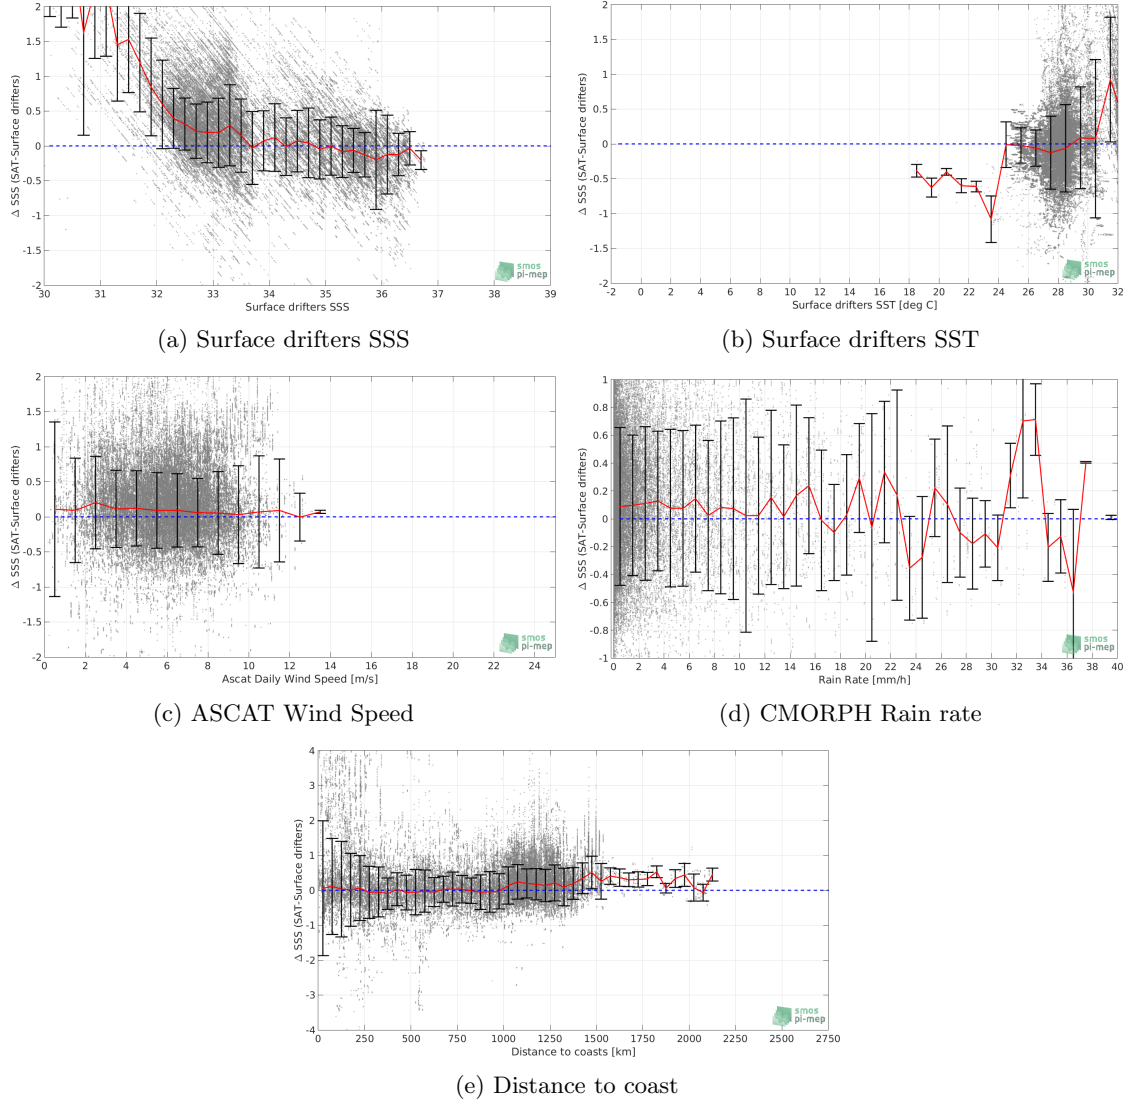 2
1.5
1
0.5
0
-0.5
-1
-1.5
-2
Δ SSS (SAT-Surface drifters)
30 31 32 33 34 35 36 37 38 39
Surface drifters SSS
smos
pi-mep
(a) Surface drifters SSS
2
1.5
1
0.5
0
-0.5
-1
-1.5
-2
Δ SSS (SAT-Surface drifters)
-2 0 2 4 6 8 10 12 14 16 18 20 22 24 26 28 30 32
Surface drifters SST [deg C]
smos
pi-mep
(b) Surface drifters SST
2
1.5
1
0.5
0
-0.5
-1
-1.5
-2
Δ SSS (SAT-Surface drifters)
0 2 4 6 8 10 12 14 16 18 20 22 24
Ascat Daily Wind Speed [m/s]
smos
pi-mep
(c) ASCAT Wind Speed
1
0.8
0.6
0.4
0.2
0
-0.2
-0.4
-0.6
-0.8
-1
Δ SSS (SAT-Surface drifters)
0 2 4 6 8 10 12 14 16 18 20 22 24 26 28 30 32 34 36 38 40
Rain Rate [mm/h]
smos
pi-mep
(d) CMORPH Rain rate
4
3
2
1
0
-1
-2
-3
-4
Δ SSS (SAT-Surface drifters)
0 250 500 750 1000 1250 1500 1750 2000 2250 2500 2750
Distance to coasts [km]
smos
pi-mep
(e) Distance to coast